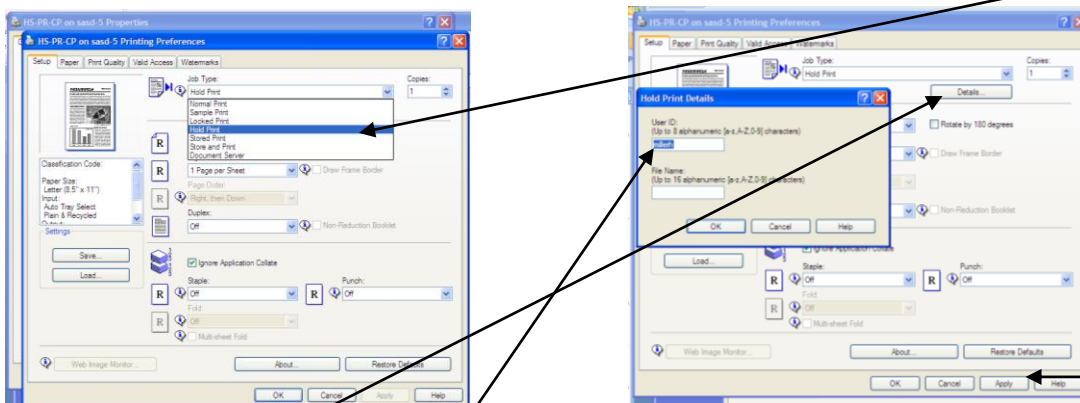 HS-PR-CP on sasd-5 Properties
HS-PR-CP on sasd-5 Printing Preferences
Setup Paper Print Quality Valid Access Watermarks
Job Type:
Hold Print
Copies:
1
Normal Print
Sample Print
Locked Print
Hold Print
Stored Print
Store and Print
Document Server
R
R
1 Page per Sheet
Draw Frame Border
Page Order:
R
Right, then Down
Duplex:
Off
Non-Reduction Booklet
Classification Code:
Paper Size:
Letter (8.5" x 11")
Input:
Auto Tray Select
Plain & Recycled
Settings
Save...
Load...
Ignore Application Collate
Staple:
R
Off
Punch:
R
Off
Fold:
R
Off
Multi-sheet Fold
Web Image Monitor...
About...
Restore Defaults
OK Cancel Apply Help
HS-PR-CP on sasd-5 Printing Preferences
Setup Paper Print Quality Valid Access Watermarks
Job Type:
Hold Print
Copies:
1
Details...
Rotate by 180 degrees
Draw Frame Border
Non-Reduction Booklet
Hold Print Details
User ID:
(Up to 8 alphanumeric [a-z,A-Z,0-9] characters)
File Name:
(Up to 16 alphanumeric [a-z,A-Z,0-9] characters)
OK Cancel Help
Load...
Ignore Application Collate
Staple:
R
Off
Punch:
R
Off
Fold:
R
Off
Multi-sheet Fold
Web Image Monitor...
About...
Restore Defaults
OK Cancel Apply Help